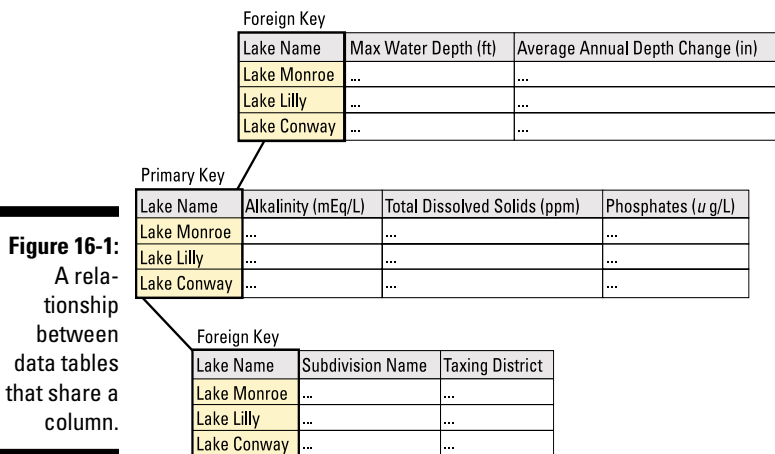 Foreign Key
Lake Name Max Water Depth (ft) Average Annual Depth Change (in)
Lake Monroe ... ...
Lake Lilly ... ...
Lake Conway ... ...
Primary Key
Lake Name Alkalinity (mEq/L) Total Dissolved Solids (ppm) Phosphates (u g/L)
Lake Monroe ... ... ...
Lake Lilly ... ... ...
Lake Conway ... ... ...
Foreign Key
Lake Name Subdivision Name Taxing District
Lake Monroe ... ...
Lake Lilly ... ...
Lake Conway ... ...
Figure 16-1:
A rela-
tionship
between
data tables
that share a
column.